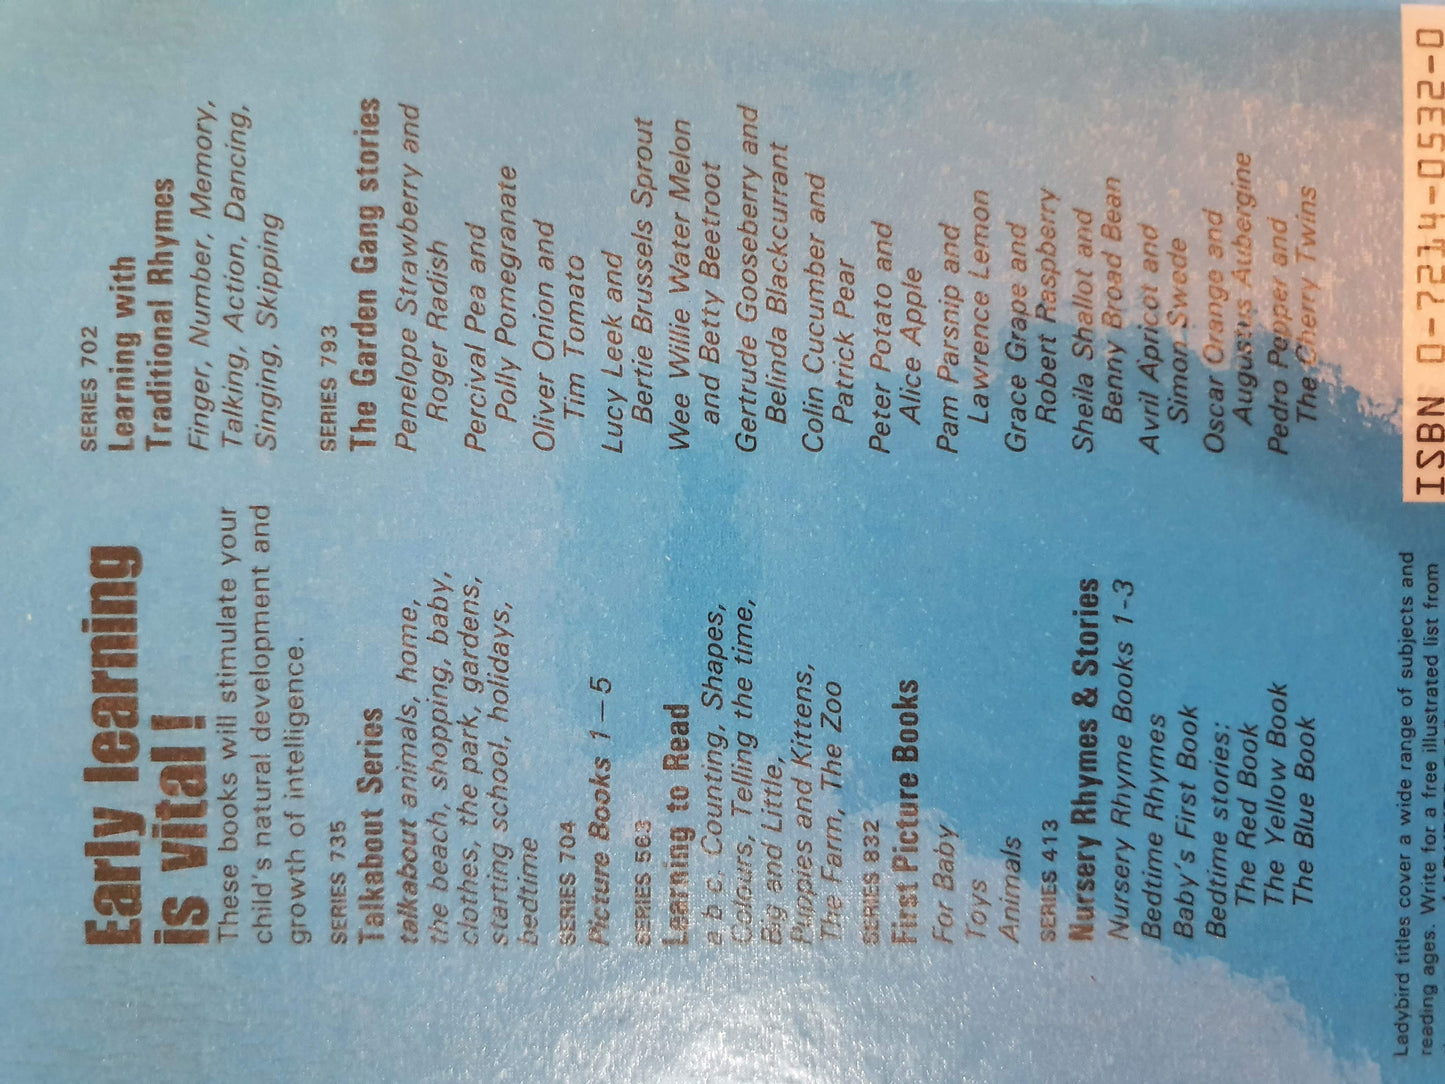 Early learning
is vital!
These books will stimulate your
child's natural development and
growth of intelligence.
SERIES 735
Talkabout Series
talkabout animals, home,
the beach, shopping, baby,
clothes, the park, gardens,
starting school, holidays,
bedtime
SERIES 704
Picture Books 1–5
SERIES 563
Learning to Read
a b c. Counting, Shapes,
Colours, Telling the time,
Big and Little,
Puppies and Kittens,
The Farm, The Zoo
SERIES 832
First Picture Books
For Baby
Toys
Animals
SERIES 413
Nursery Rhymes & Stories
Nursery Rhyme Books 1-3
Bedtime Rhymes
Baby's First Book
Bedtime stories:
The Red Book
The Yellow Book
The Blue Book
SERIES 702
Learning with
Traditional Rhymes
Finger, Number, Memory,
Talking, Action, Dancing,
Singing, Skipping
SERIES 793
The Garden Gang stories
Penelope Strawberry and
Roger Radish
Percival Pea and
Polly Pomegranate
Oliver Onion and
Tim Tomato
Lucy Leek and
Bertie Brussels Sprout
Wee Willie Water Melon
and Betty Beetroot
Gertrude Gooseberry and
Belinda Blackcurrant
Colin Cucumber and
Patrick Pear
Peter Potato and
Alice Apple
Pam Parsnip and
Lawrence Lemon
Grace Grape and
Robert Raspberry
Sheila Shallot and
Benny Broad Bean
Avril Apricot and
Simon Swede
Oscar Orange and
Augustus Aubergine
Pedro Pepper and
The Cherry Twins
Ladybird titles cover a wide range of subjects and
reading ages. Write for a free illustrated list from
ISBN 0-7214-0532-0